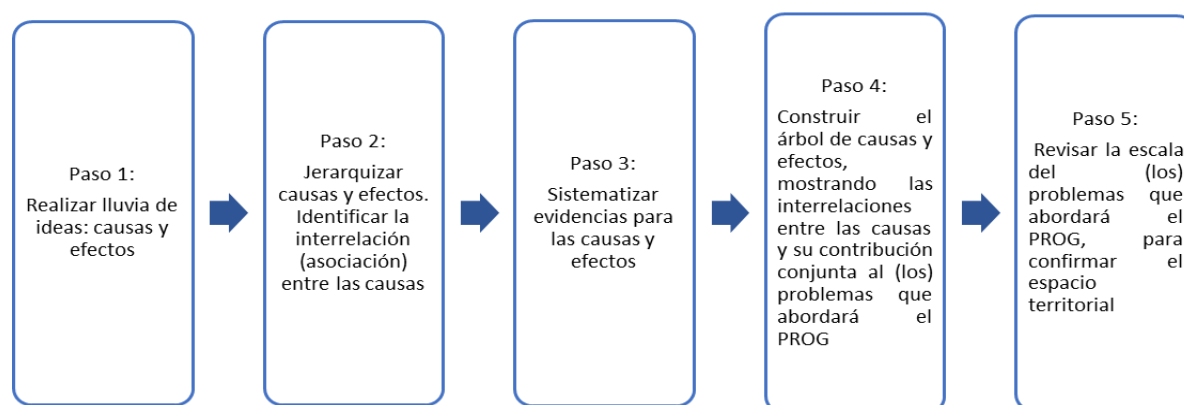 Paso 1:
Realizar lluvia de
ideas: causas y
efectos
Paso 2:
Jerarquizar
causas y efectos.
Identificar la
interrelación
(asociación)
entre las causas
Paso 3:
Sistematizar
evidencias para
las causas y
efectos
Paso 4:
Construir el
árbol de causas y
efectos,
mostrando las
interrelaciones
entre las causas
y su contribución
conjunta al (los)
problemas que
abordará el
PROG
Paso 5:
Revisar la escala
del (los)
problemas que
abordará el
PROG, para
confirmar el
espacio
territorial